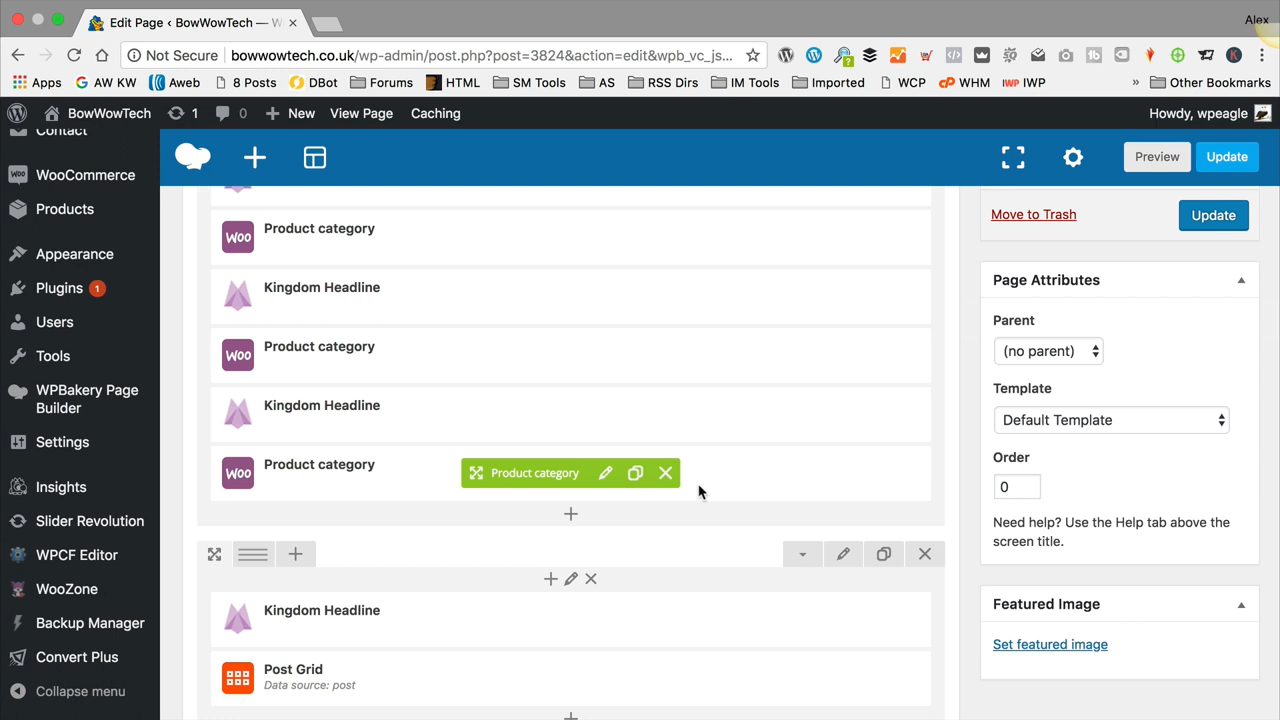 Edit Page ‹ BowWowTech — W
Alex
Not Secure bowwowtech.co.uk/wp-admin/post.php?post=3824&action=edit&wpb_vc_js...
Apps AW KW Aweb 8 Posts DBot Forums HTML SM Tools AS RSS Dirs IM Tools Imported WCP WHM IWP » Other Bookmarks
BowWowTech 1 0 New View Page Caching Howdy, wpeagle
Preview Update
Contact
WooCommerce
Products
Appearance
Plugins 1
Users
Tools
WPBakery Page
Builder
Settings
Insights
Slider Revolution
WPCF Editor
WooZone
Backup Manager
Convert Plus
Collapse menu
Woo Product category
Kingdom Headline
Woo Product category
Kingdom Headline
Woo Product category
Product category
Kingdom Headline
Post Grid
Data source: post
Move to Trash Update
Page Attributes
Parent
(no parent)
Template
Default Template
Order
0
Need help? Use the Help tab above the
screen title.
Featured Image
Set featured image